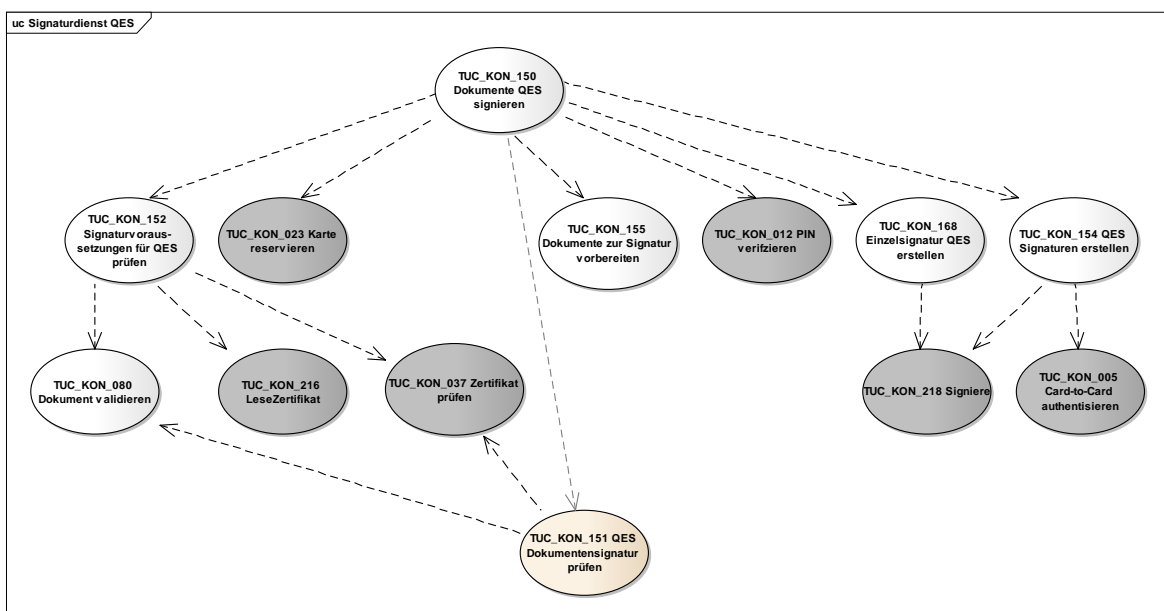 uc Signaturdienst QES
TUC_KON_150
Dokumente QES
signieren
TUC_KON_152
Signaturvoraus-
setzungen für QES
prüfen
TUC_KON_023 Karte
reservieren
TUC_KON_155
Dokumente zur Signatur
vorbereiten
TUC_KON_012 PIN
verifzieren
TUC_KON_168
Einzelsignatur QES
erstellen
TUC_KON_154 QES
Signaturen erstellen
TUC_KON_080
Dokument validieren
TUC_KON_216
LeseZertifikat
TUC_KON_037 Zertifikat
prüfen
TUC_KON_218 Signiere
TUC_KON_005
Card-to-Card
authentisieren
TUC_KON_151 QES
Dokumentensignatur
prüfen